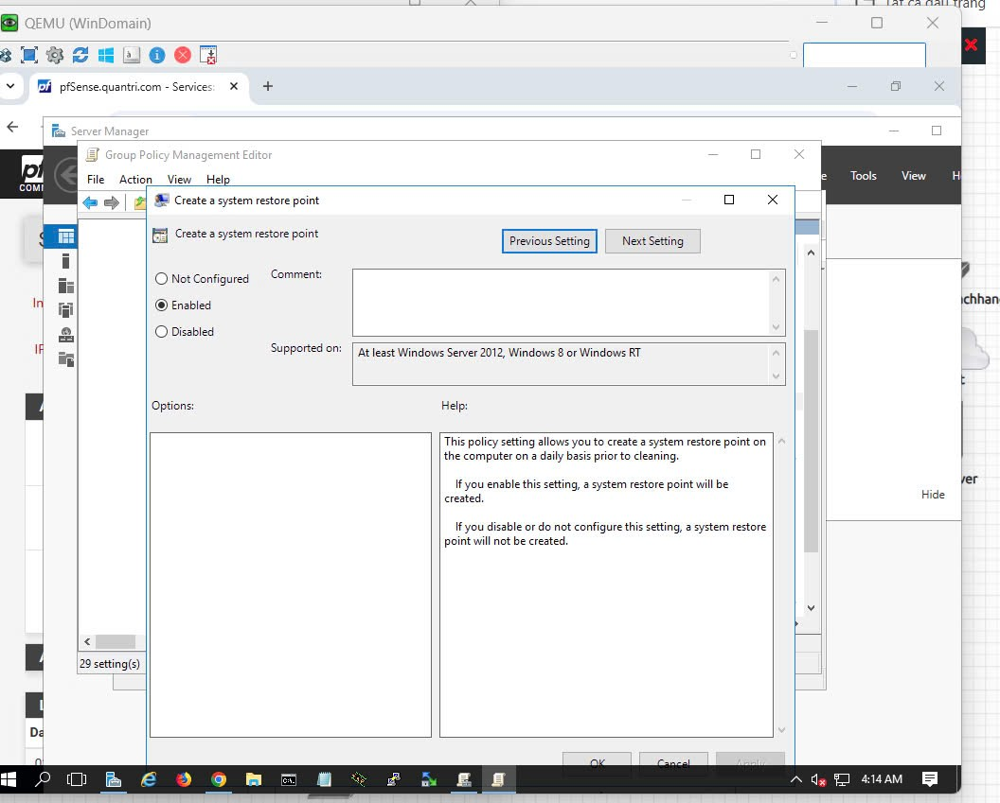 Tất cả dấu trang
QEMU (WinDomain)
pfSense.quantri.com - Services:
Server Manager
Group Policy Management Editor
File Action View Help
Tools View
COM
Create a system restore point
Create a system restore point
Previous Setting Next Setting
Not Configured
Comment:
Enabled
Disabled
Supported on:
At least Windows Server 2012, Windows 8 or Windows RT
Options:
Help:
This policy setting allows you to create a system restore point on
the computer on a daily basis prior to cleaning.
If you enable this setting, a system restore point will be
created.
If you disable or do not configure this setting, a system restore
point will not be created.
Hide
29 setting(s)
OK Cancel Apply
4:14 AM